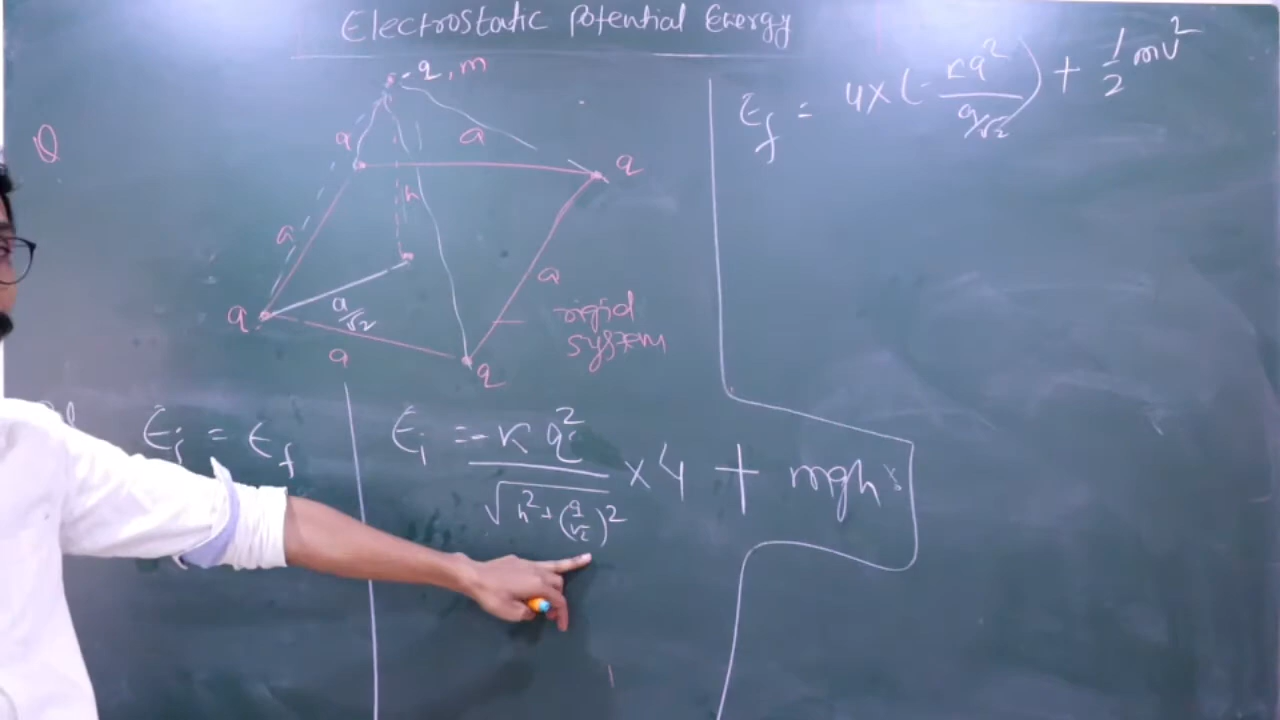 Electrostatic Potential Energy
Q
-q, m
a
a
q
h
a
a
a/√2
q
a
q
rigid
system
Ef = 4×(-Kq²/(a/√2)) + 1/2 mv²
Ei = Ef
Ei = -Kq²/√(h²+(a/√2)²) ×4 + mgh